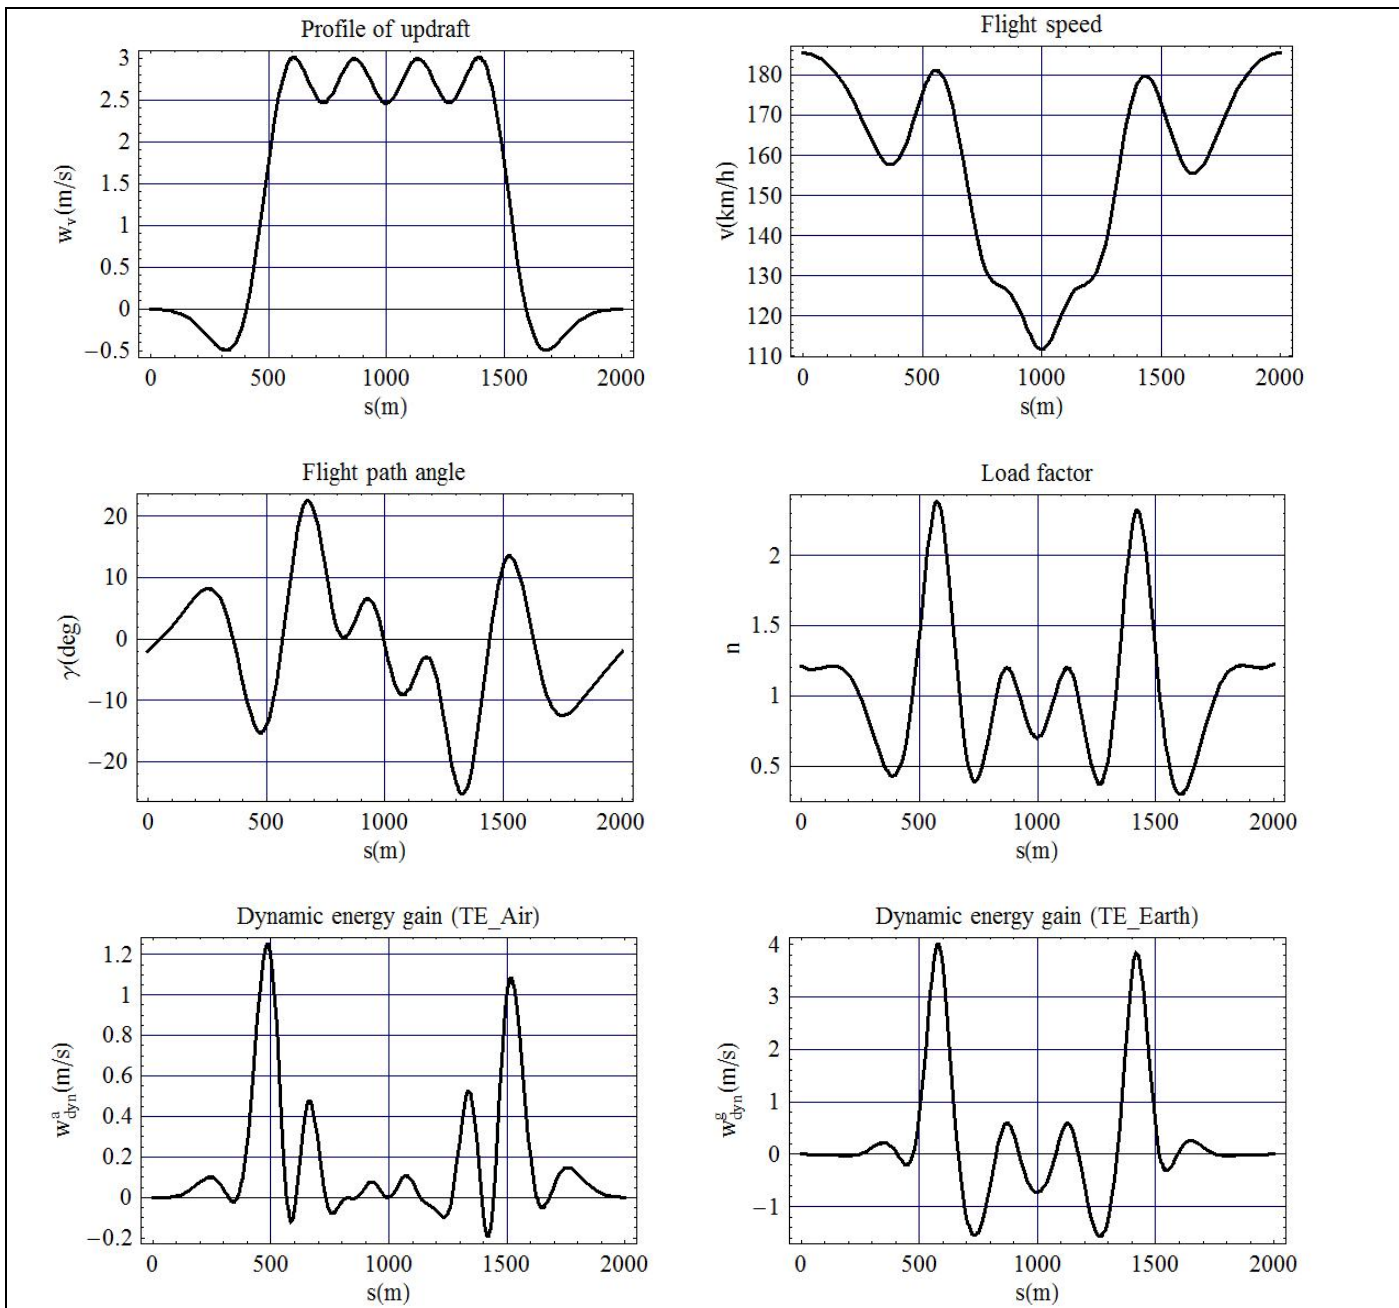 Profile of updraft
3
2.5
2
1.5
1
0.5
0
−0.5
w_v(m/s)
0 500 1000 1500 2000
s(m)
Flight speed
180
170
160
150
140
130
120
110
v(km/h)
0 500 1000 1500 2000
s(m)
Flight path angle
20
10
0
−10
−20
γ(deg)
0 500 1000 1500 2000
s(m)
Load factor
2
1.5
1
0.5
n
0 500 1000 1500 2000
s(m)
Dynamic energy gain (TE_Air)
1.2
1
0.8
0.6
0.4
0.2
0
−0.2
w^a_dyn(m/s)
0 500 1000 1500 2000
s(m)
Dynamic energy gain (TE_Earth)
4
3
2
1
0
−1
w^g_dyn(m/s)
0 500 1000 1500 2000
s(m)